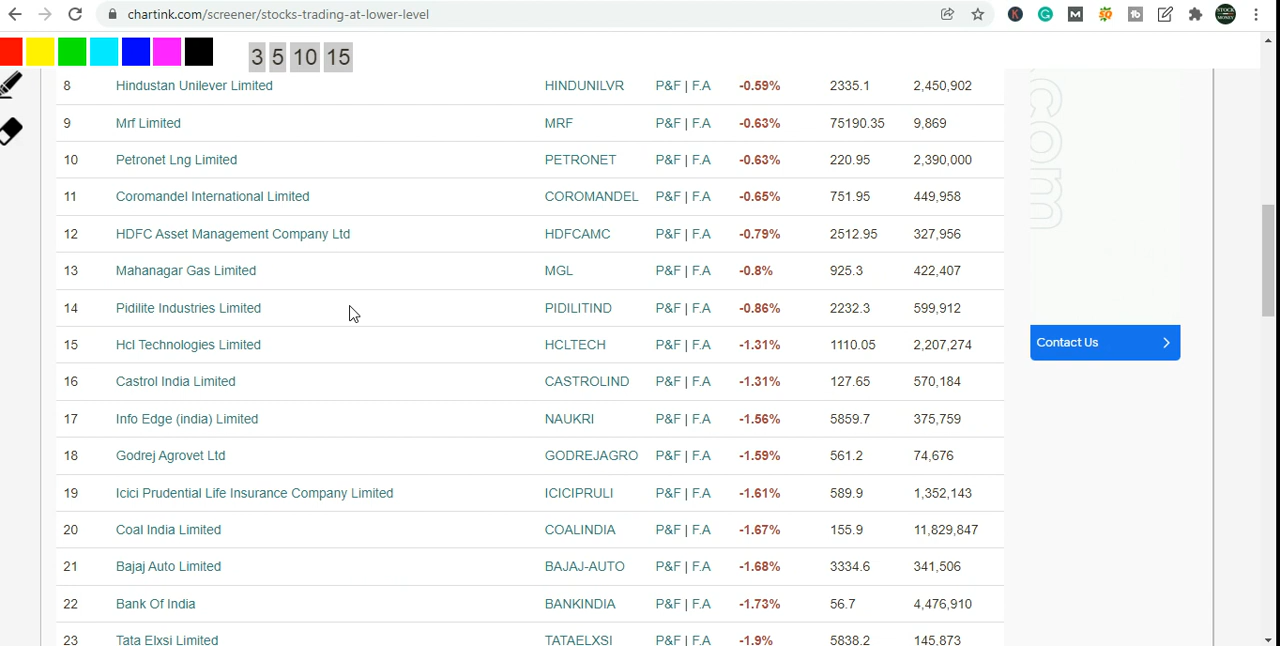 chartink.com/screener/stocks-trading-at-lower-level
3 5 10 15
8 Hindustan Unilever Limited HINDUNILVR P&F | F.A -0.59% 2335.1 2,450,902
9 Mrf Limited MRF P&F | F.A -0.63% 75190.35 9,869
10 Petronet Lng Limited PETRONET P&F | F.A -0.63% 220.95 2,390,000
11 Coromandel International Limited COROMANDEL P&F | F.A -0.65% 751.95 449,958
12 HDFC Asset Management Company Ltd HDFCAMC P&F | F.A -0.79% 2512.95 327,956
13 Mahanagar Gas Limited MGL P&F | F.A -0.8% 925.3 422,407
14 Pidilite Industries Limited PIDILITIND P&F | F.A -0.86% 2232.3 599,912
15 Hcl Technologies Limited HCLTECH P&F | F.A -1.31% 1110.05 2,207,274
16 Castrol India Limited CASTROLIND P&F | F.A -1.31% 127.65 570,184
17 Info Edge (india) Limited NAUKRI P&F | F.A -1.56% 5859.7 375,759
18 Godrej Agrovet Ltd GODREJAGRO P&F | F.A -1.59% 561.2 74,676
19 Icici Prudential Life Insurance Company Limited ICICIPRULI P&F | F.A -1.61% 589.9 1,352,143
20 Coal India Limited COALINDIA P&F | F.A -1.67% 155.9 11,829,847
21 Bajaj Auto Limited BAJAJ-AUTO P&F | F.A -1.68% 3334.6 341,506
22 Bank Of India BANKINDIA P&F | F.A -1.73% 56.7 4,476,910
23 Tata Elxsi Limited TATAELXSI P&F | F.A -1.9% 5838.2 145,873
.com
Contact Us